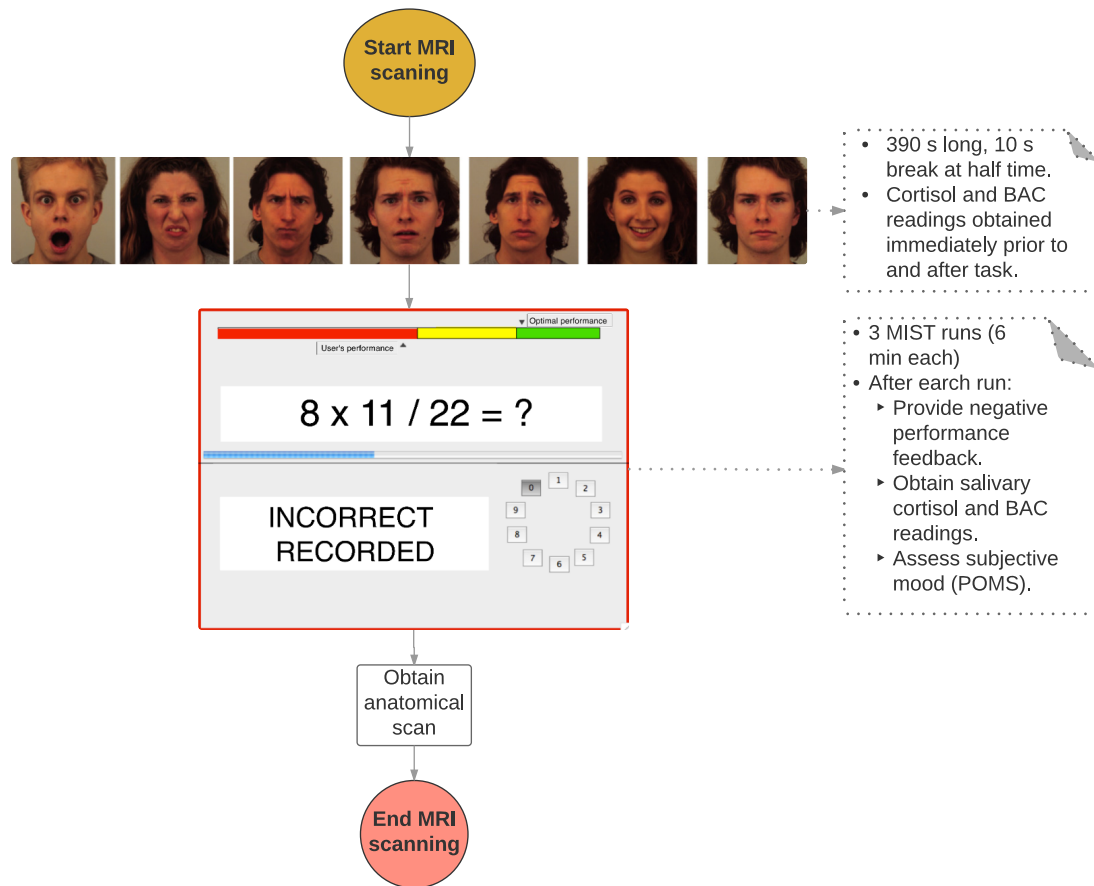 Start MRI
scaning
• 390 s long, 10 s
break at half time.
• Cortisol and BAC
readings obtained
immediately prior to
and after task.
Optimal performance
User's performance
8 x 11 / 22 = ?
INCORRECT
RECORDED
0
1
2
3
4
5
6
7
8
9
• 3 MIST runs (6
min each)
• After earch run:
‣ Provide negative
performance
feedback.
‣ Obtain salivary
cortisol and BAC
readings.
‣ Assess subjective
mood (POMS).
Obtain
anatomical
scan
End MRI
scanning